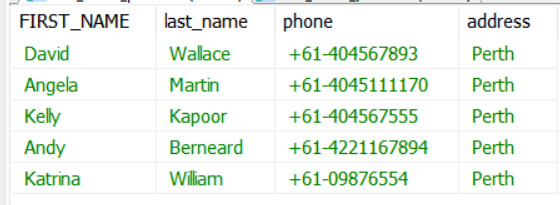 FIRST_NAME last_name phone address
David Wallace +61-404567893 Perth
Angela Martin +61-4045111170 Perth
Kelly Kapoor +61-404567555 Perth
Andy Berneard +61-4221167894 Perth
Katrina William +61-09876554 Perth